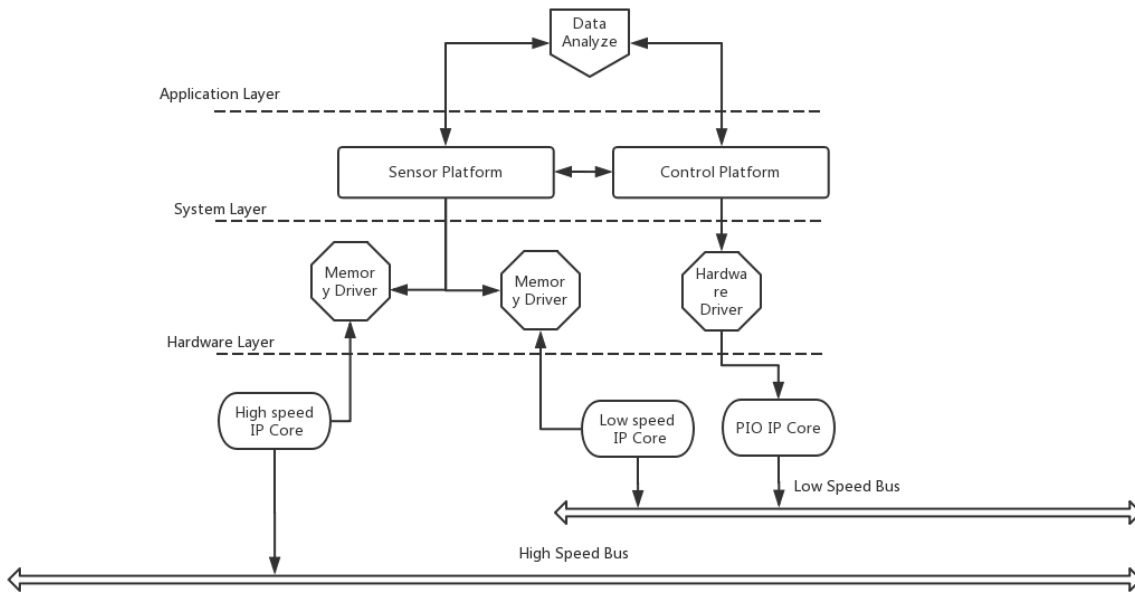 Data
Analyze
Application Layer
Sensor Platform
Control Platform
System Layer
Memor
y Driver
Memor
y Driver
Hardwa
re
Driver
Hardware Layer
High speed
IP Core
Low speed
IP Core
PIO IP Core
Low Speed Bus
High Speed Bus